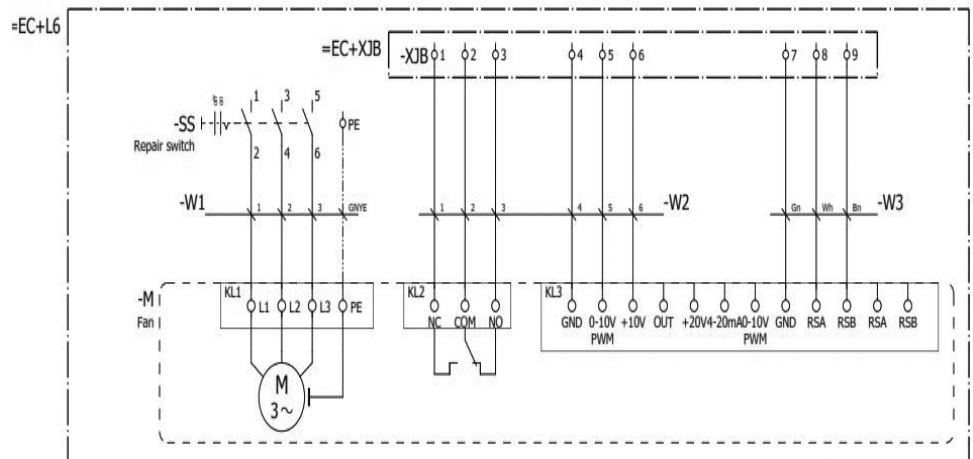 =EC+L6
=EC+XJB
-XJB 1 2 3 4 5 6 7 8 9
1 3 5
-SS PE
Repair switch
2 4 6
-W1 1 2 3 GNYE 1 2 3 4 5 6 -W2 Gn Wh Bn -W3
-M
Fan
KL1 L1 L2 L3 PE
KL2
NC COM NO
KL3
GND 0-10V +10V OUT +20V 4-20mA 0-10V GND RSA RSB RSA RSB
PWM PWM
M
3~